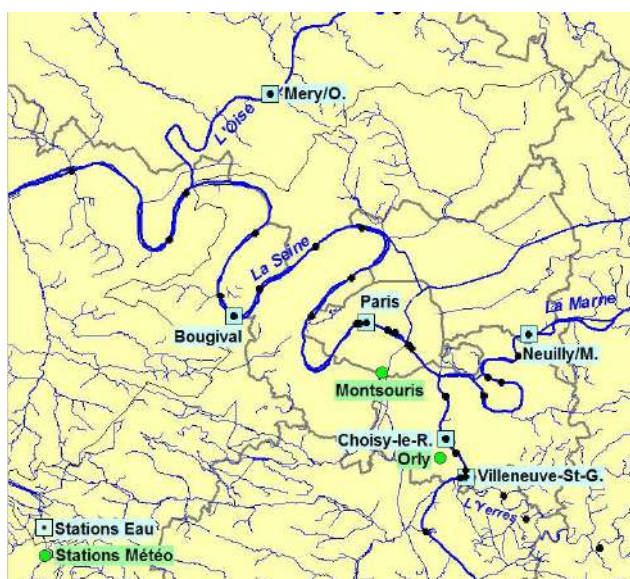 Mery/O.
L'Oise
La Seine
Paris
La Marne
Bougival
Neuilly/M.
Montsouris
Choisy-le-R.
Orly
Villeneuve-St-G.
L'Yerres
Stations Eau
Stations Météo